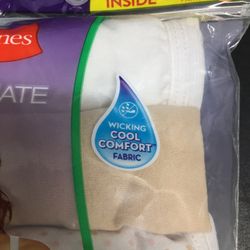 INSIDE
nes
ATE
WICKING
COOL
COMFORT
FABRIC